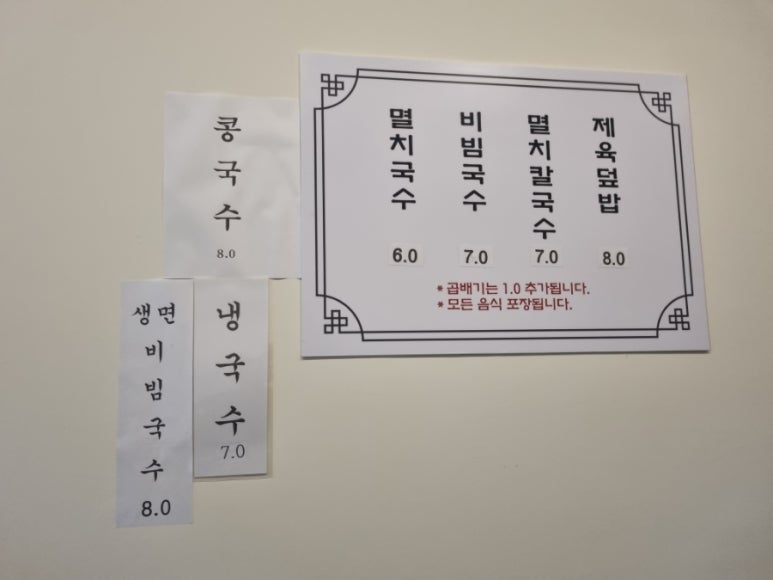 콩국수
8.0
생면
비빔국수
8.0
냉국수
7.0
멸치국수
6.0
비빔국수
7.0
멸치칼국수
7.0
제육덮밥
8.0
* 곱배기는 1.0 추가됩니다.
* 모든 음식 포장됩니다.